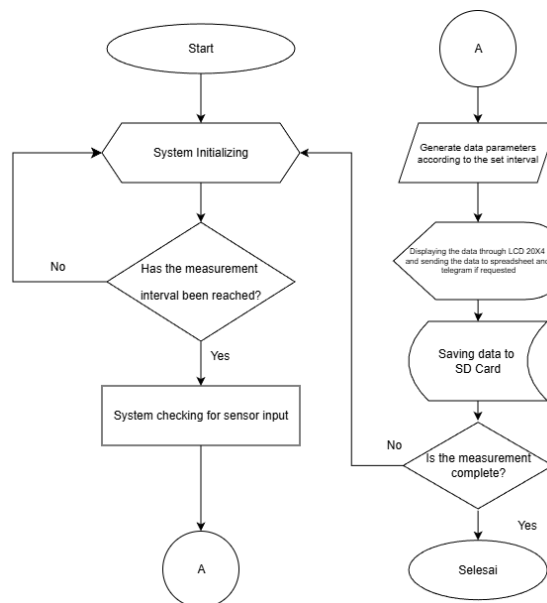 Start
System Initializing
No
Has the measurement
interval been reached?
Yes
System checking for sensor input
A
A
Generate data parameters
according to the set interval
Displaying the data through LCD 20X4
and sending the data to spreadsheet and
telegram if requested
Saving data to
SD Card
No
Is the measurement
complete?
Yes
Selesai